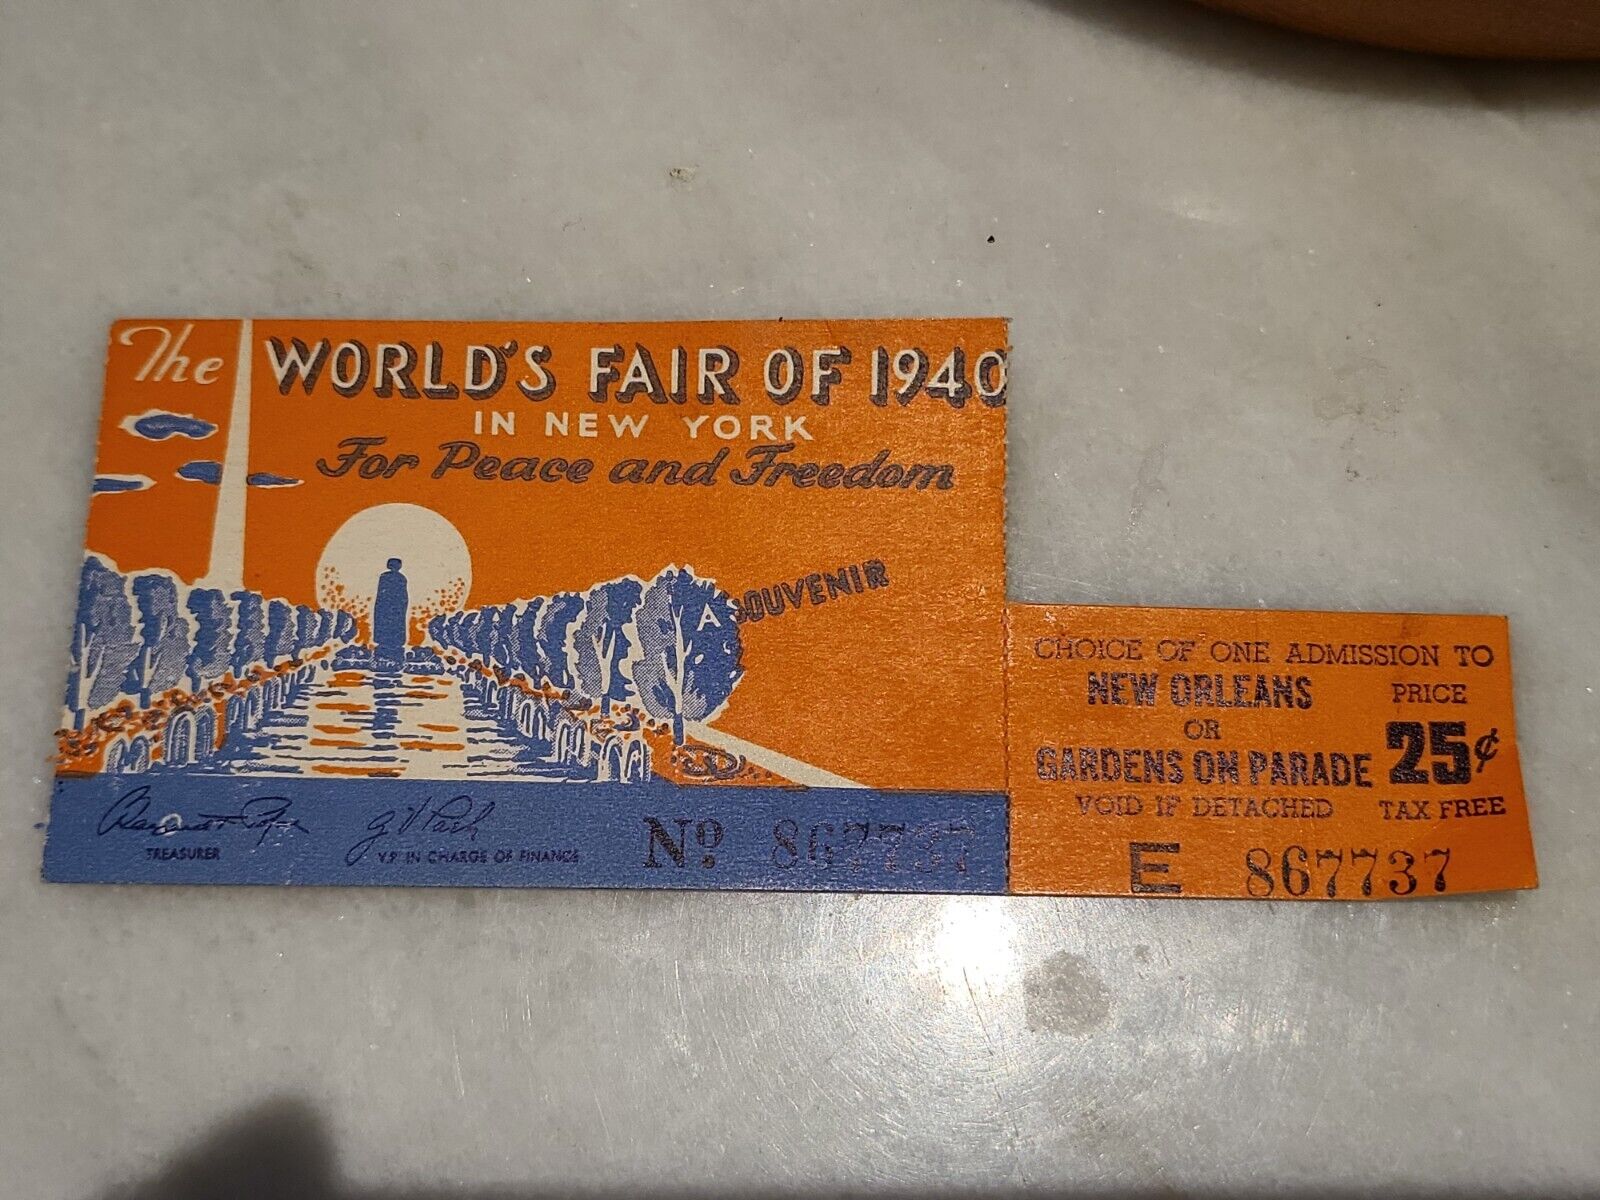 The WORLD'S FAIR OF 1940
IN NEW YORK
For Peace and Freedom
A SOUVENIR
TREASURER
V.P. IN CHARGE OF FINANCE
No 867737
CHOICE OF ONE ADMISSION TO
NEW ORLEANS
OR
GARDENS ON PARADE
VOID IF DETACHED
PRICE
25¢
TAX FREE
E 867737